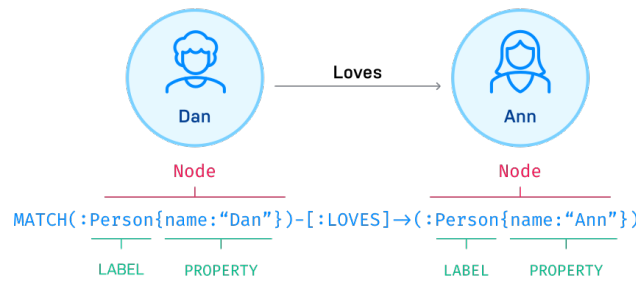 Loves
Dan Ann
Node Node
MATCH(:Person{name:“Dan”})-[:LOVES]→(:Person{name:“Ann”})
LABEL PROPERTY LABEL PROPERTY